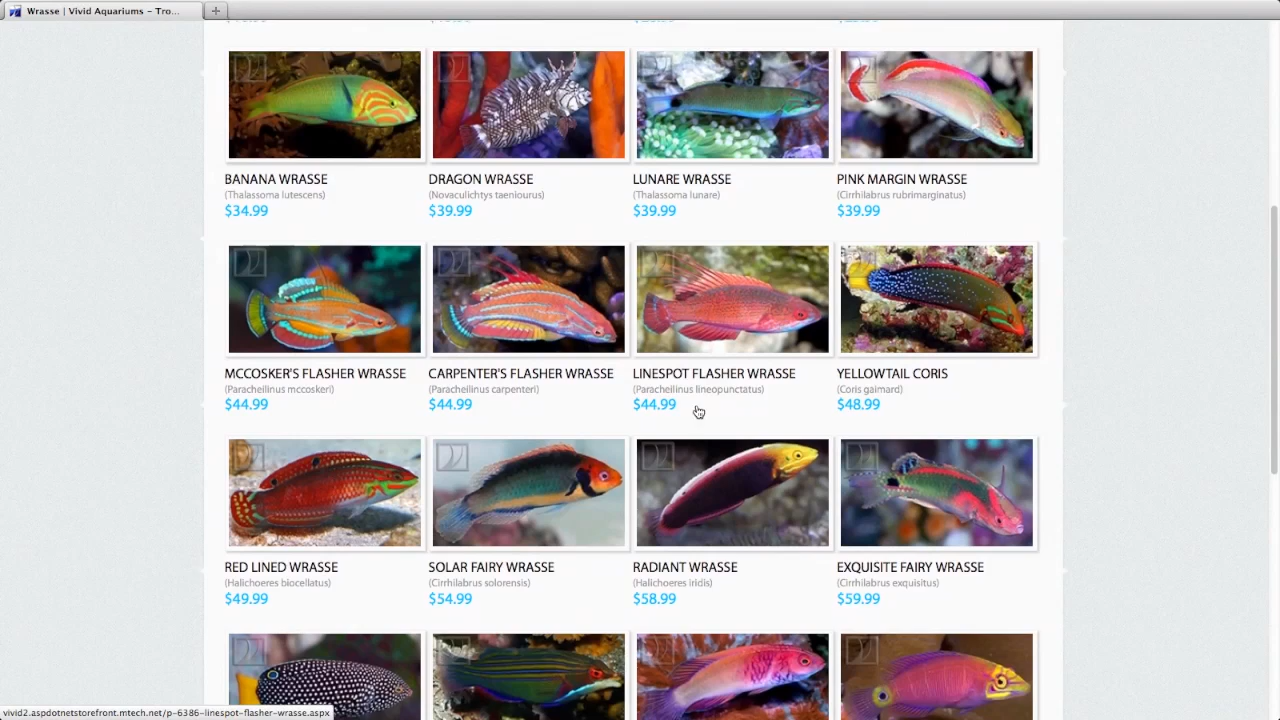 Wrasse | Vivid Aquariums – Tro...
BANANA WRASSE
(Thalassoma lutescens)
$34.99
DRAGON WRASSE
(Novaculichtys taeniourus)
$39.99
LUNARE WRASSE
(Thalassoma lunare)
$39.99
PINK MARGIN WRASSE
(Cirrhilabrus rubrimarginatus)
$39.99
MCCOSKER'S FLASHER WRASSE
(Paracheilinus mccoskeri)
$44.99
CARPENTER'S FLASHER WRASSE
(Paracheilinus carpenteri)
$44.99
LINESPOT FLASHER WRASSE
(Paracheilinus lineopunctatus)
$44.99
YELLOWTAIL CORIS
(Coris gaimard)
$48.99
RED LINED WRASSE
(Halichoeres biocellatus)
$49.99
SOLAR FAIRY WRASSE
(Cirrhilabrus solorensis)
$54.99
RADIANT WRASSE
(Halichoeres iridis)
$58.99
EXQUISITE FAIRY WRASSE
(Cirrhilabrus exquisitus)
$59.99
vivid2.aspdotnetstorefront.mtech.net/p-6386-linespot-flasher-wrasse.aspx